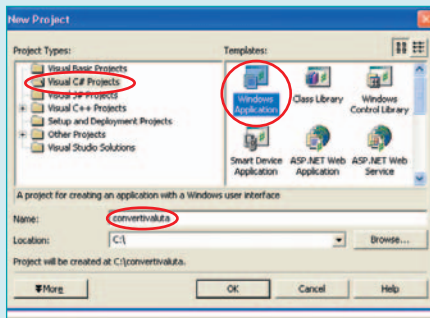 New Project
Project Types:
Templates:
Visual Basic Projects
Visual C# Projects
Visual J# Projects
Visual C++ Projects
Setup and Deployment Projects
Other Projects
Visual Studio Solutions
Windows Application
Class Library
Windows Control Library
Smart Device Application
ASP.NET Web Application
ASP.NET Web Service
A project for creating an application with a Windows user interface
Name:
convertivaluta
Location:
C:\
Browse...
Project will be created at C:\convertivaluta.
More
OK
Cancel
Help